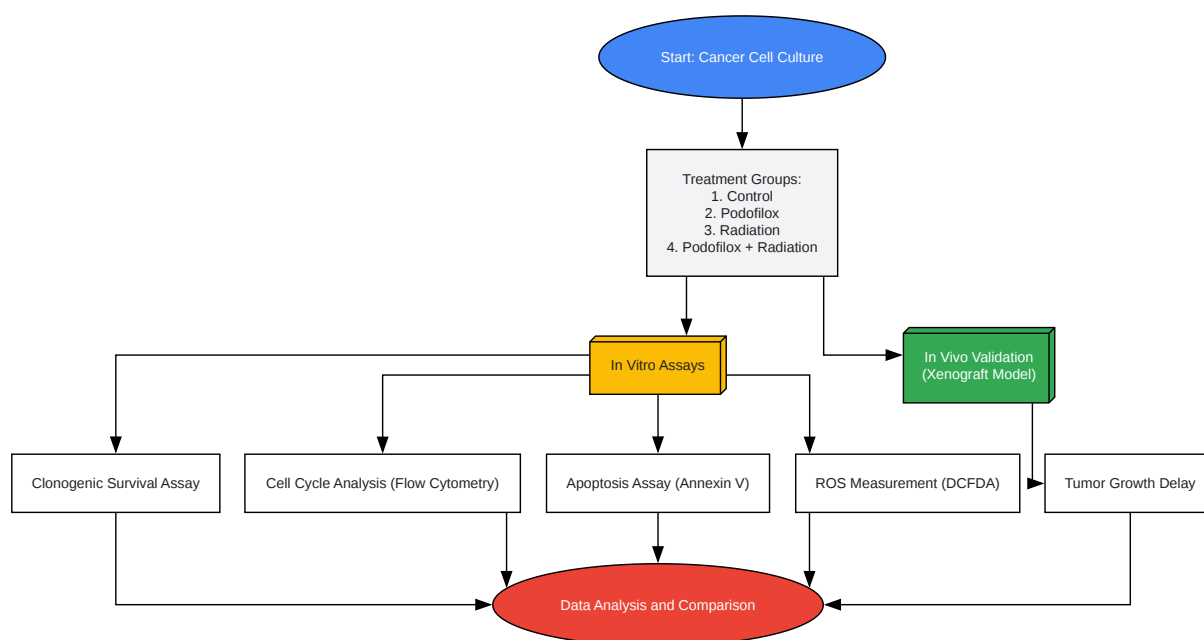 Start: Cancer Cell Culture
Treatment Groups:
1. Control
2. Podofilox
3. Radiation
4. Podofilox + Radiation
In Vitro Assays
In Vivo Validation
(Xenograft Model)
Clonogenic Survival Assay
Cell Cycle Analysis (Flow Cytometry)
Apoptosis Assay (Annexin V)
ROS Measurement (DCFDA)
Tumor Growth Delay
Data Analysis and Comparison